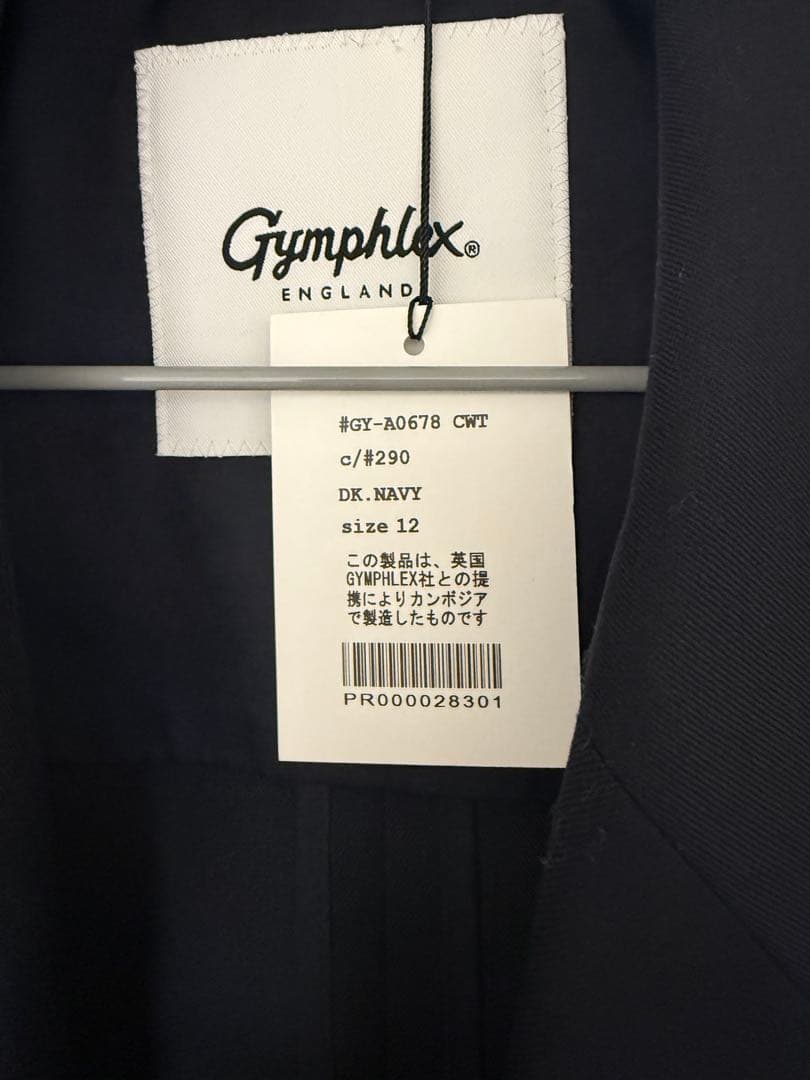 Gymphlex®
ENGLAND
#GY-A0678 CWT
c/#290
DK.NAVY
size 12
この製品は、英国
GYMPHLEX社との提
携によりカンボジア
で製造したものです
PR000028301